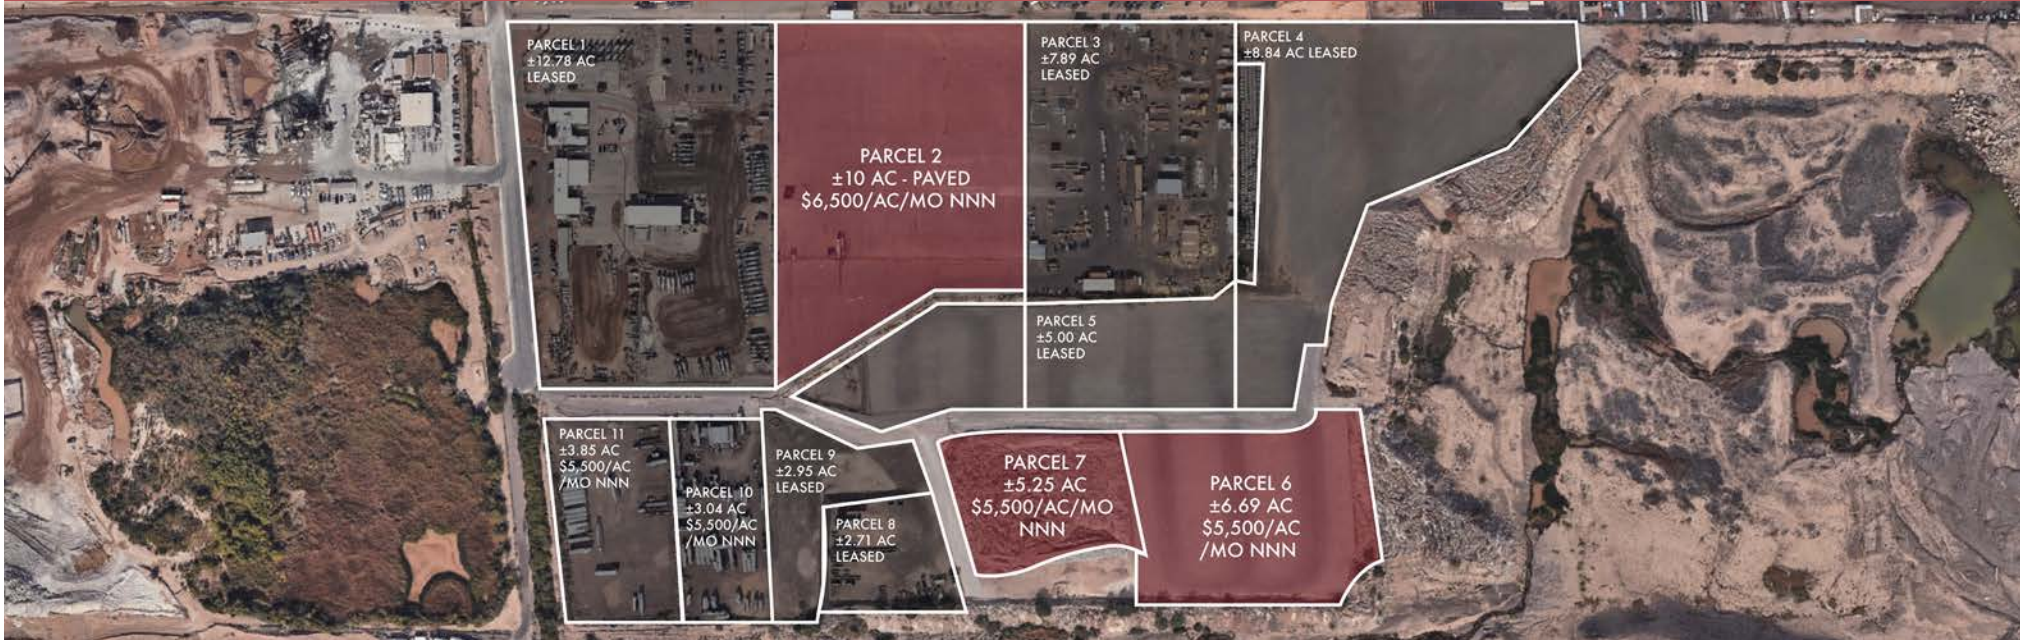 PARCEL 1
±12.78 AC
LEASED
PARCEL 2
±10 AC - PAVED
$6,500/AC/MO NNN
PARCEL 3
±7.89 AC
LEASED
PARCEL 4
±8.84 AC LEASED
PARCEL 5
±5.00 AC
LEASED
PARCEL 11
±3.85 AC
$5,500/AC
/MO NNN
PARCEL 10
±3.04 AC
$5,500/AC
/MO NNN
PARCEL 9
±2.95 AC
LEASED
PARCEL 8
±2.71 AC
LEASED
PARCEL 7
±5.25 AC
$5,500/AC/MO
NNN
PARCEL 6
±6.69 AC
$5,500/AC
/MO NNN